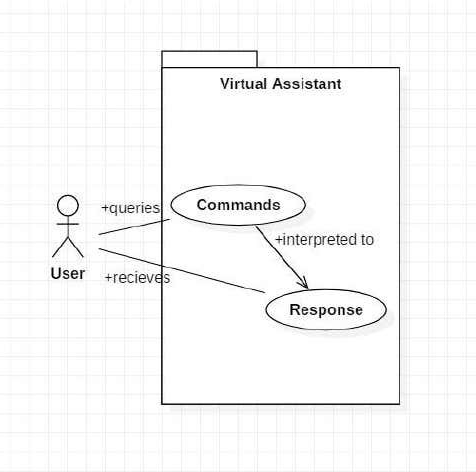 Virtual Assistant
+queries
Commands
+interpreted to
User
+recieves
Response